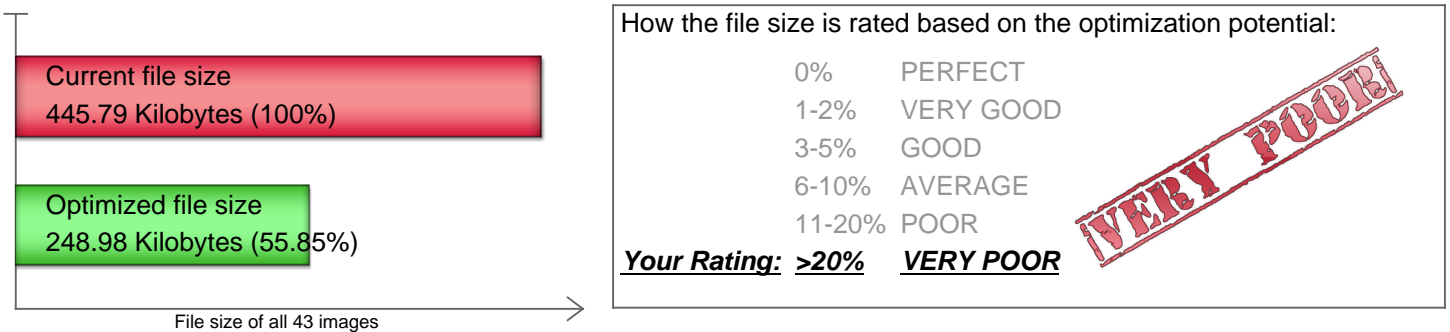 Current file size
445.79 Kilobytes (100%)
Optimized file size
248.98 Kilobytes (55.85%)
File size of all 43 images
How the file size is rated based on the optimization potential:
0% PERFECT
1-2% VERY GOOD
3-5% GOOD
6-10% AVERAGE
11-20% POOR
Your Rating: >20% VERY POOR
VERY POOR